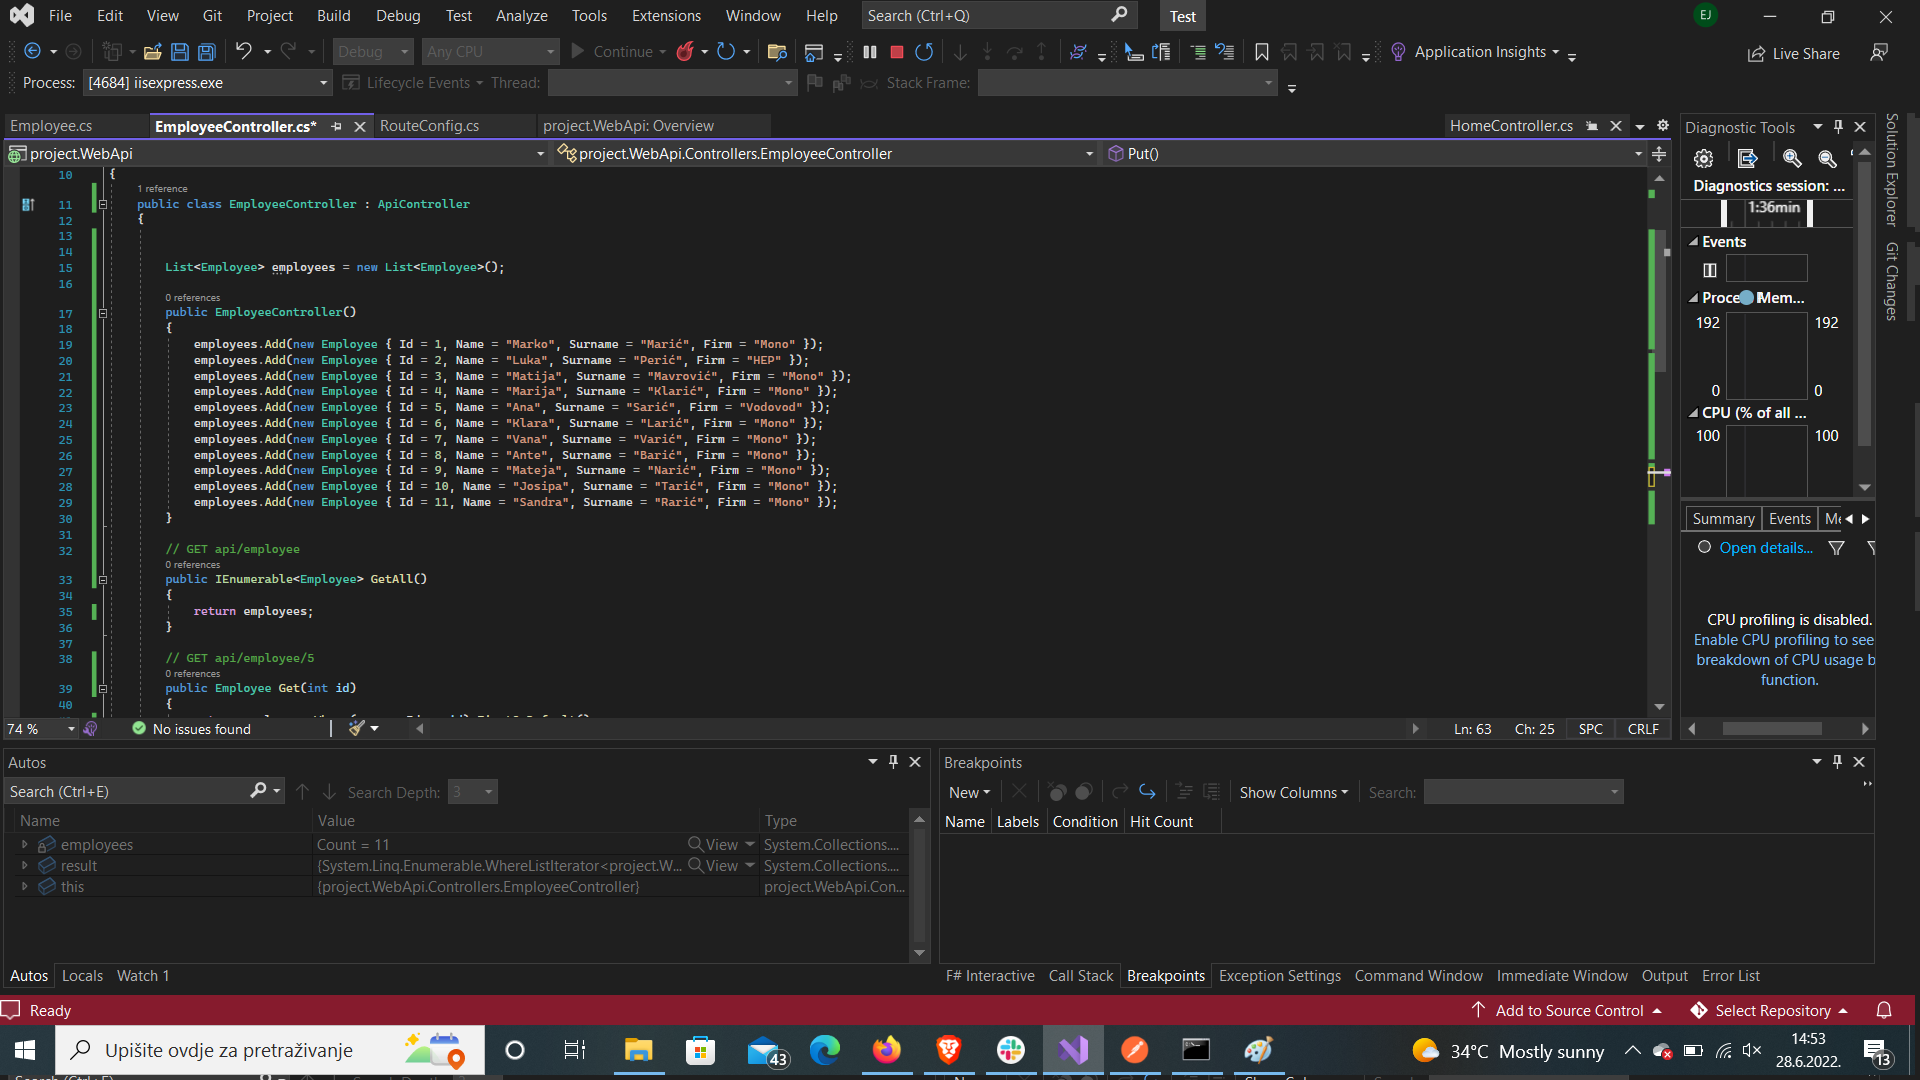 File Edit View Git Project Build Debug Test Analyze Tools Extensions Window Help Search (Ctrl+Q) Test EJ
Debug Any CPU Continue Application Insights Live Share
Process: [4684] iisexpress.exe Lifecycle Events Thread: Stack Frame:
Employee.cs EmployeeController.cs* RouteConfig.cs project.WebApi: Overview HomeController.cs
project.WebApi project.WebApi.Controllers.EmployeeController Put()
10 {
1 reference
11 public class EmployeeController : ApiController
12 {
13
14
15 List<Employee> employees = new List<Employee>();
16
0 references
17 public EmployeeController()
18 {
19 employees.Add(new Employee { Id = 1, Name = "Marko", Surname = "Marić", Firm = "Mono" });
20 employees.Add(new Employee { Id = 2, Name = "Luka", Surname = "Perić", Firm = "HEP" });
21 employees.Add(new Employee { Id = 3, Name = "Matija", Surname = "Mavrović", Firm = "Mono" });
22 employees.Add(new Employee { Id = 4, Name = "Marija", Surname = "Klarić", Firm = "Mono" });
23 employees.Add(new Employee { Id = 5, Name = "Ana", Surname = "Sarić", Firm = "Vodovod" });
24 employees.Add(new Employee { Id = 6, Name = "Klara", Surname = "Larić", Firm = "Mono" });
25 employees.Add(new Employee { Id = 7, Name = "Vana", Surname = "Varić", Firm = "Mono" });
26 employees.Add(new Employee { Id = 8, Name = "Ante", Surname = "Barić", Firm = "Mono" });
27 employees.Add(new Employee { Id = 9, Name = "Mateja", Surname = "Narić", Firm = "Mono" });
28 employees.Add(new Employee { Id = 10, Name = "Josipa", Surname = "Tarić", Firm = "Mono" });
29 employees.Add(new Employee { Id = 11, Name = "Sandra", Surname = "Rarić", Firm = "Mono" });
30 }
31
32 // GET api/employee
0 references
33 public IEnumerable<Employee> GetAll()
34 {
35 return employees;
36 }
37
38 // GET api/employee/5
0 references
39 public Employee Get(int id)
40 {
74 % No issues found Ln: 63 Ch: 25 SPC CRLF
Diagnostic Tools
Diagnostics session: ...
1:36min
Events
Proce Mem...
192 192
0 0
CPU (% of all ...
100 100
Summary Events Me
Open details...
CPU profiling is disabled.
Enable CPU profiling to see
breakdown of CPU usage b
function.
Solution Explorer
Git Changes
Autos
Search (Ctrl+E) Search Depth: 3
Name Value Type
employees Count = 11 View System.Collections....
result {System.Linq.Enumerable.WhereListIterator<project.W... View System.Collections....
this {project.WebApi.Controllers.EmployeeController} project.WebApi.Con...
Autos Locals Watch 1
Breakpoints
New Show Columns Search:
Name Labels Condition Hit Count
F# Interactive Call Stack Breakpoints Exception Settings Command Window Immediate Window Output Error List
Ready Add to Source Control Select Repository
Upišite ovdje za pretraživanje 43 34°C Mostly sunny 14:53
28.6.2022. 13